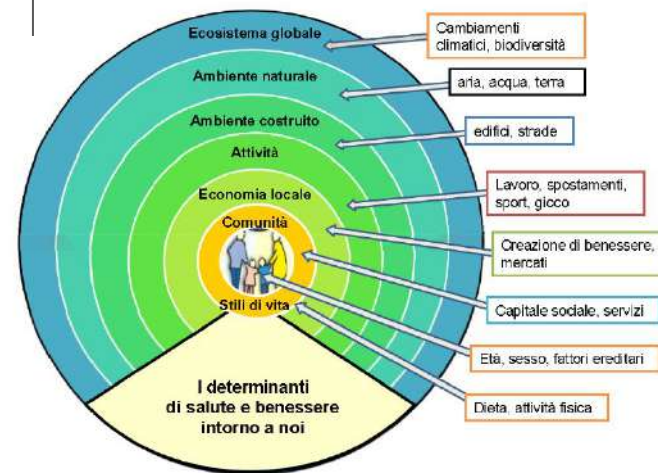 Ecosistema globale
Cambiamenti
climatici, biodiversità
Ambiente naturale
aria, acqua, terra
Ambiente costruito
edifici, strade
Attività
Lavoro, spostamenti,
sport, gicco
Economia locale
Creazione di benessere,
mercati
Comunità
Capitale sociale, servizi
Stili di vita
Età, sesso, fattori ereditari
Dieta, attività fisica
I determinanti
di salute e benessere
intorno a noi